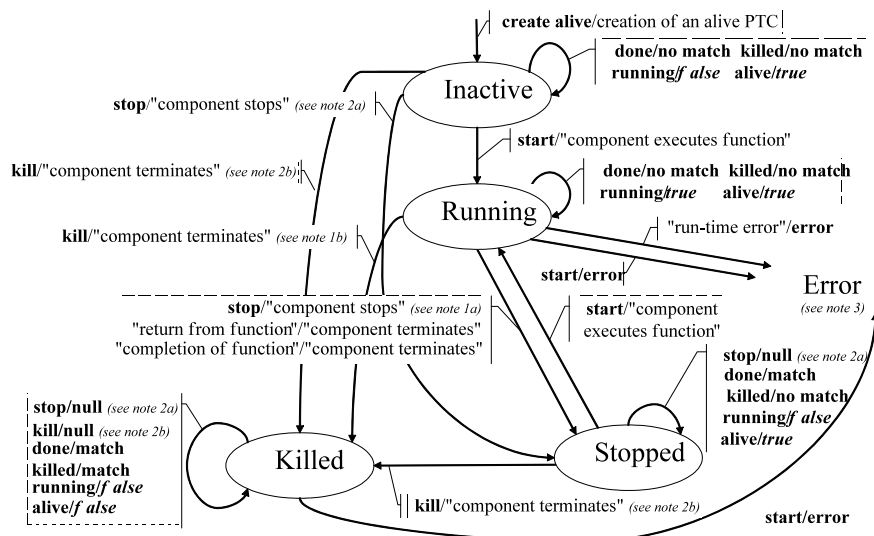 create alive/creation of an alive PTC
done/no match killed/no match
running/f alse alive/true
Inactive
stop/"component stops" (see note 2a)
start/"component executes function"
kill/"component terminates" (see note 2b)
done/no match killed/no match
running/true alive/true
Running
"run-time error"/error
kill/"component terminates" (see note 1b)
start/error
Error
(see note 3)
stop/"component stops" (see note 1a)
"return from function"/"component terminates"
"completion of function"/"component terminates"
start/"component
executes function"
stop/null (see note 2a)
done/match
killed/no match
running/f alse
alive/true
stop/null (see note 2a)
kill/null (see note 2b)
done/match
killed/match
running/f alse
alive/f alse
Killed
Stopped
kill/"component terminates" (see note 2b)
start/error